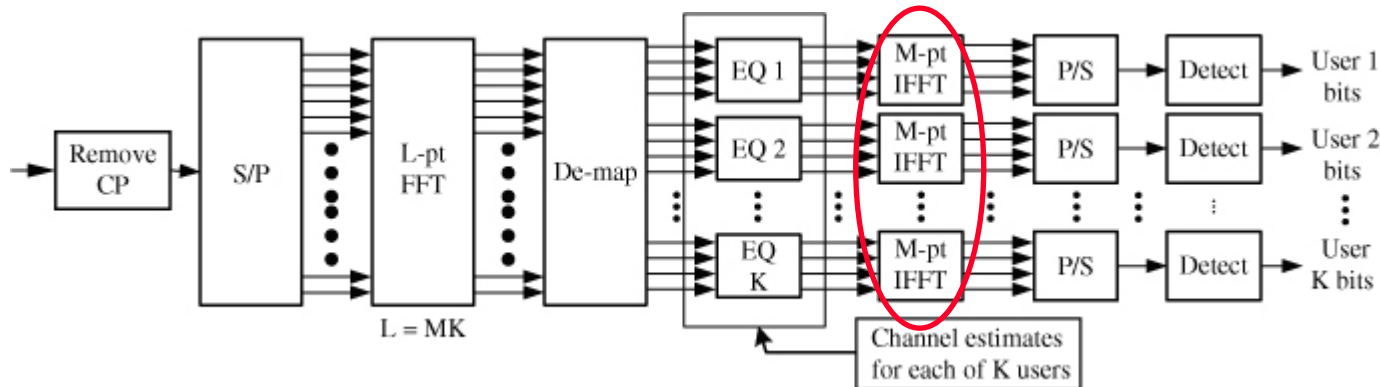 Remove
CP
S/P
L-pt
FFT
L = MK
De-map
EQ 1
EQ 2
EQ
K
Channel estimates
for each of K users
M-pt
IFFT
M-pt
IFFT
M-pt
IFFT
P/S
P/S
P/S
Detect
Detect
Detect
User 1
bits
User 2
bits
User
K bits